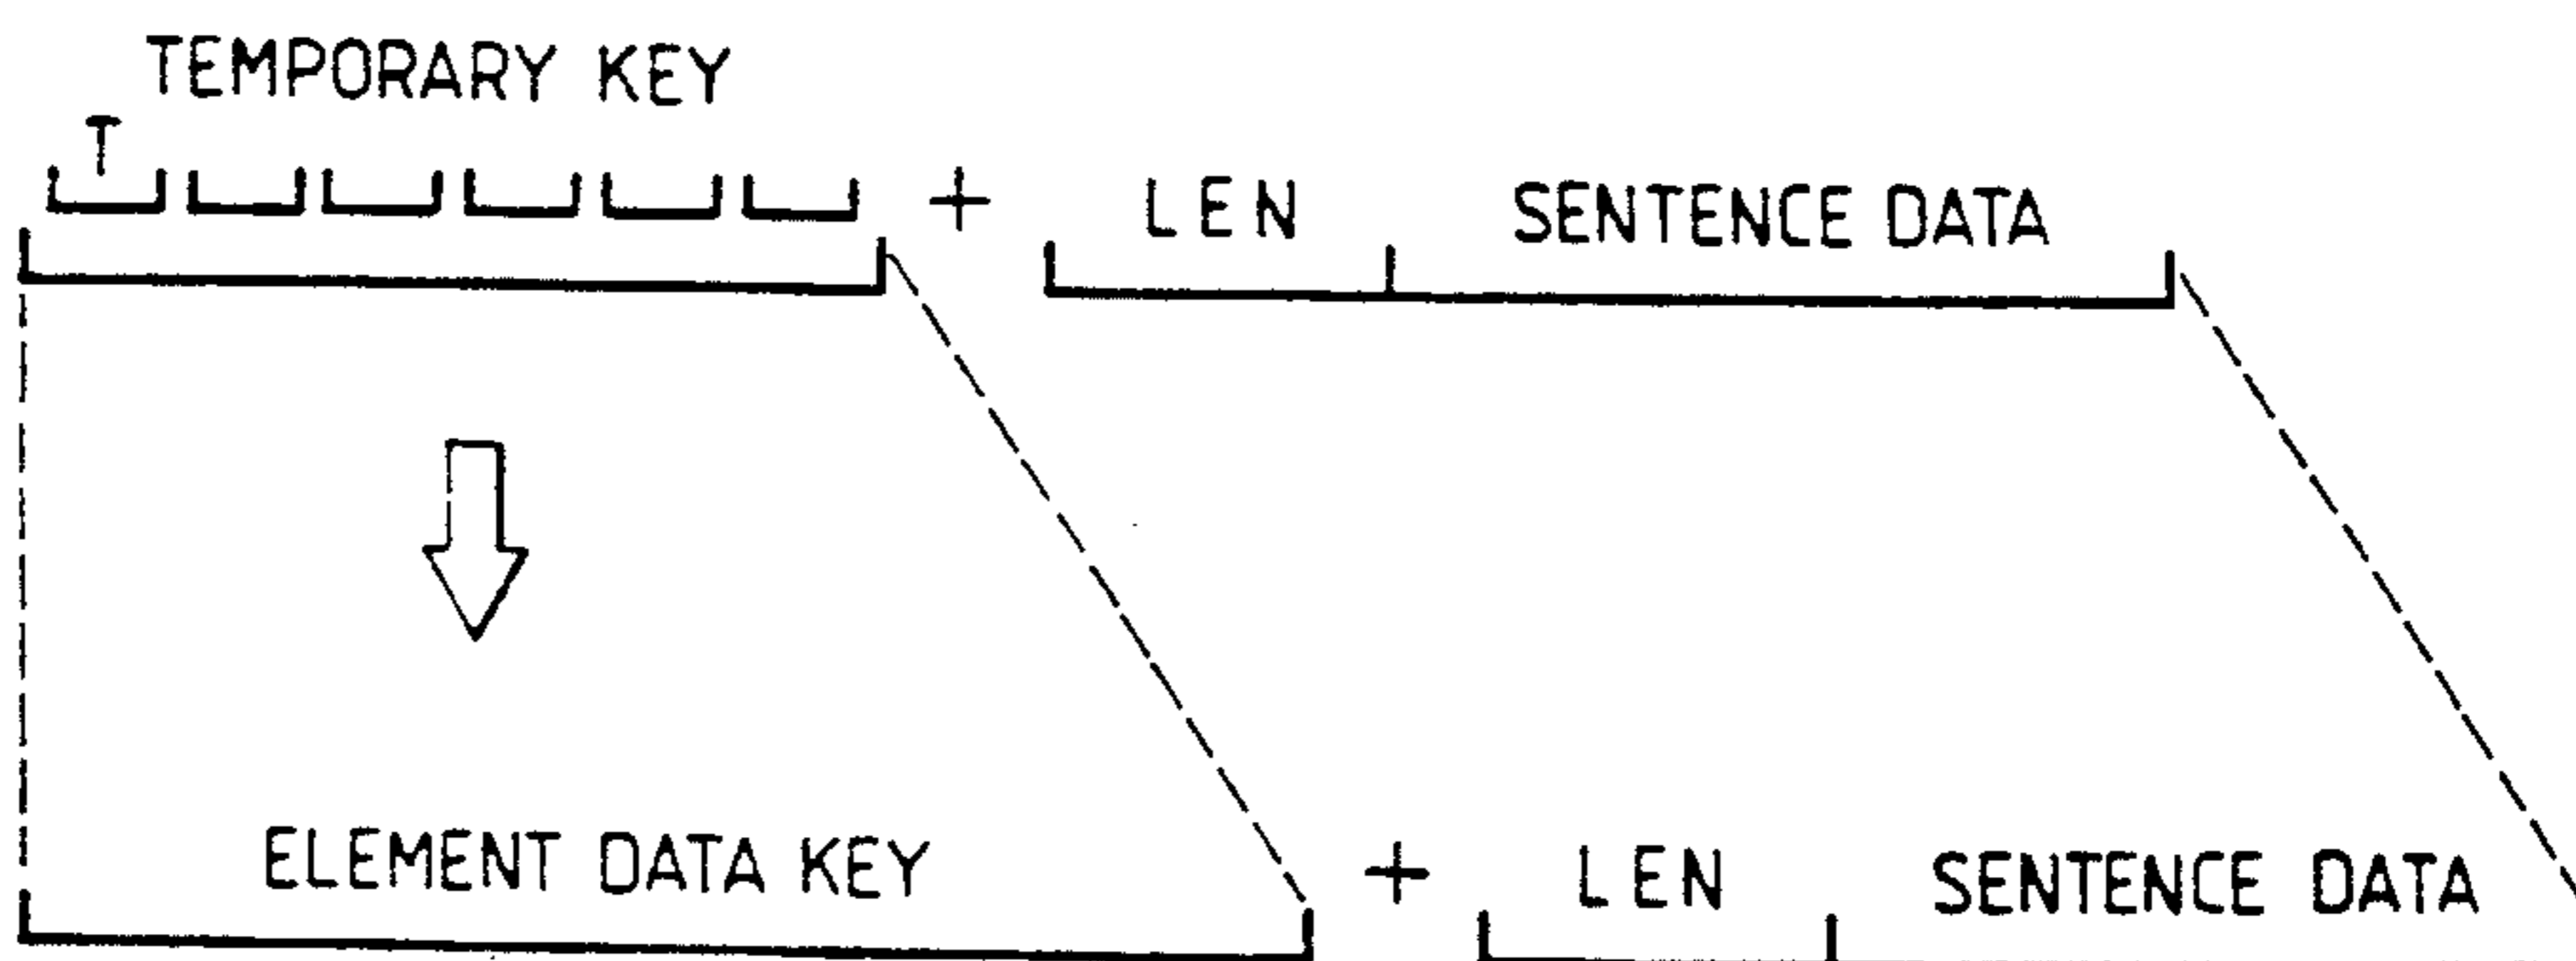 TEMPORARY KEY
T
+ LEN SENTENCE DATA
ELEMENT DATA KEY + LEN SENTENCE DATA